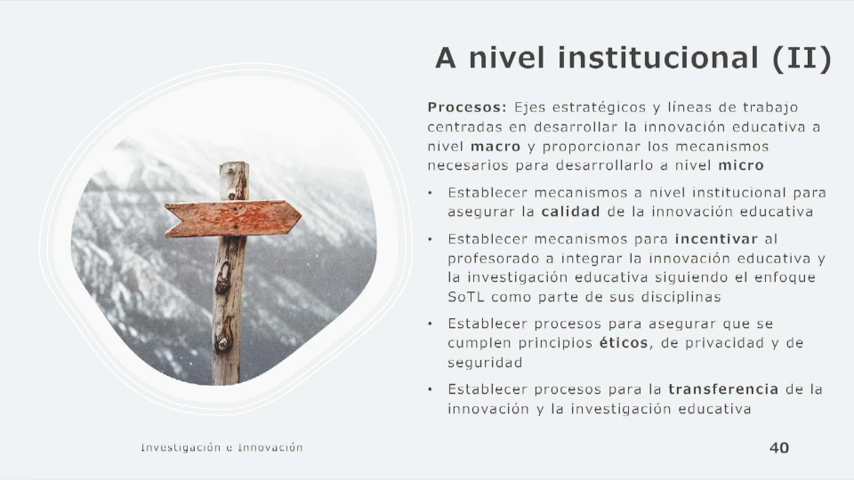 A nivel institucional (II)
Procesos: Ejes estratégicos y líneas de trabajo
centradas en desarrollar la innovación educativa a
nivel macro y proporcionar los mecanismos
necesarios para desarrollarlo a nivel micro
• Establecer mecanismos a nivel institucional para
asegurar la calidad de la innovación educativa
• Establecer mecanismos para incentivar al
profesorado a integrar la innovación educativa y
la investigación educativa siguiendo el enfoque
SoTL como parte de sus disciplinas
• Establecer procesos para asegurar que se
cumplen principios éticos, de privacidad y de
seguridad
• Establecer procesos para la transferencia de la
innovación y la investigación educativa
Investigación e Innovación
40